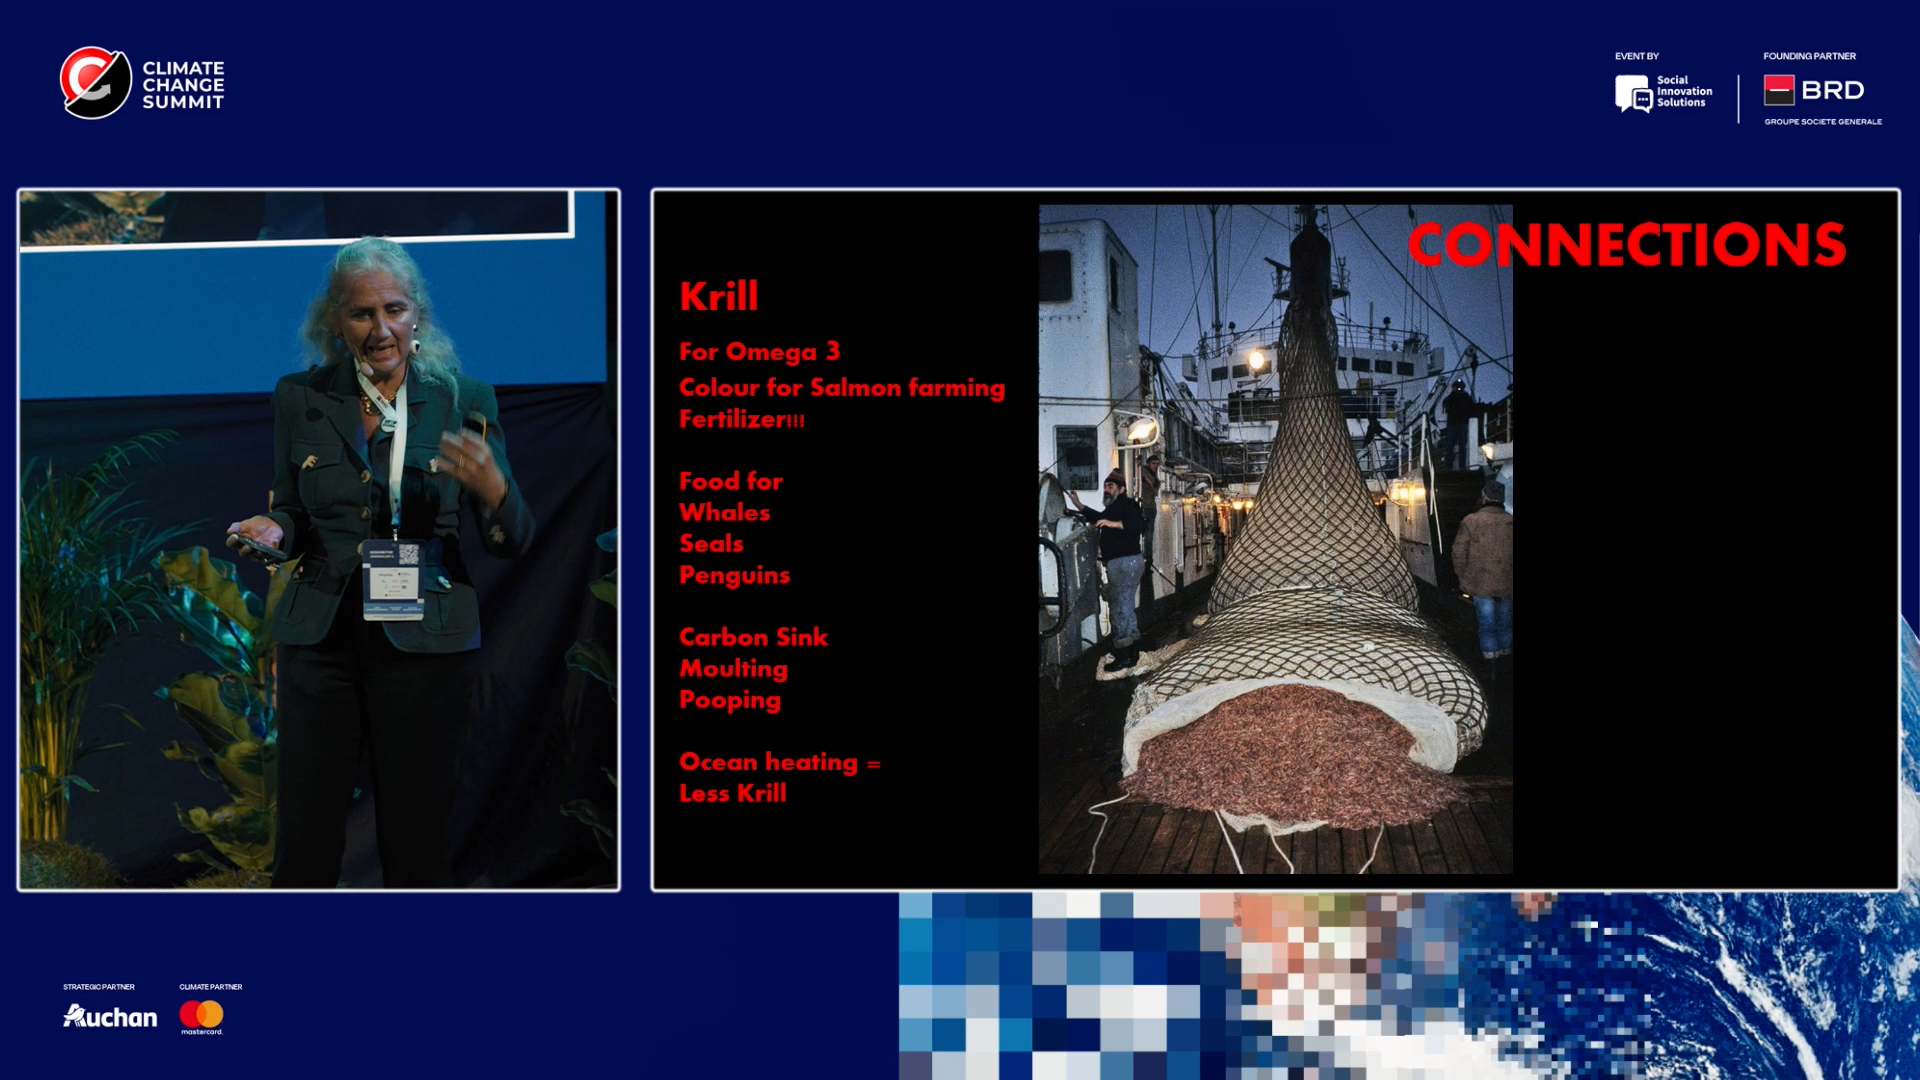 CLIMATE
CHANGE
SUMMIT
EVENT BY
Social
Innovation
Solutions
FOUNDING PARTNER
BRD
GROUPE SOCIETE GENERALE
CONNECTIONS
Krill
For Omega 3
Colour for Salmon farming
Fertilizer!!!
Food for
Whales
Seals
Penguins
Carbon Sink
Moulting
Pooping
Ocean heating =
Less Krill
STRATEGIC PARTNER
Auchan
CLIMATE PARTNER
mastercard.